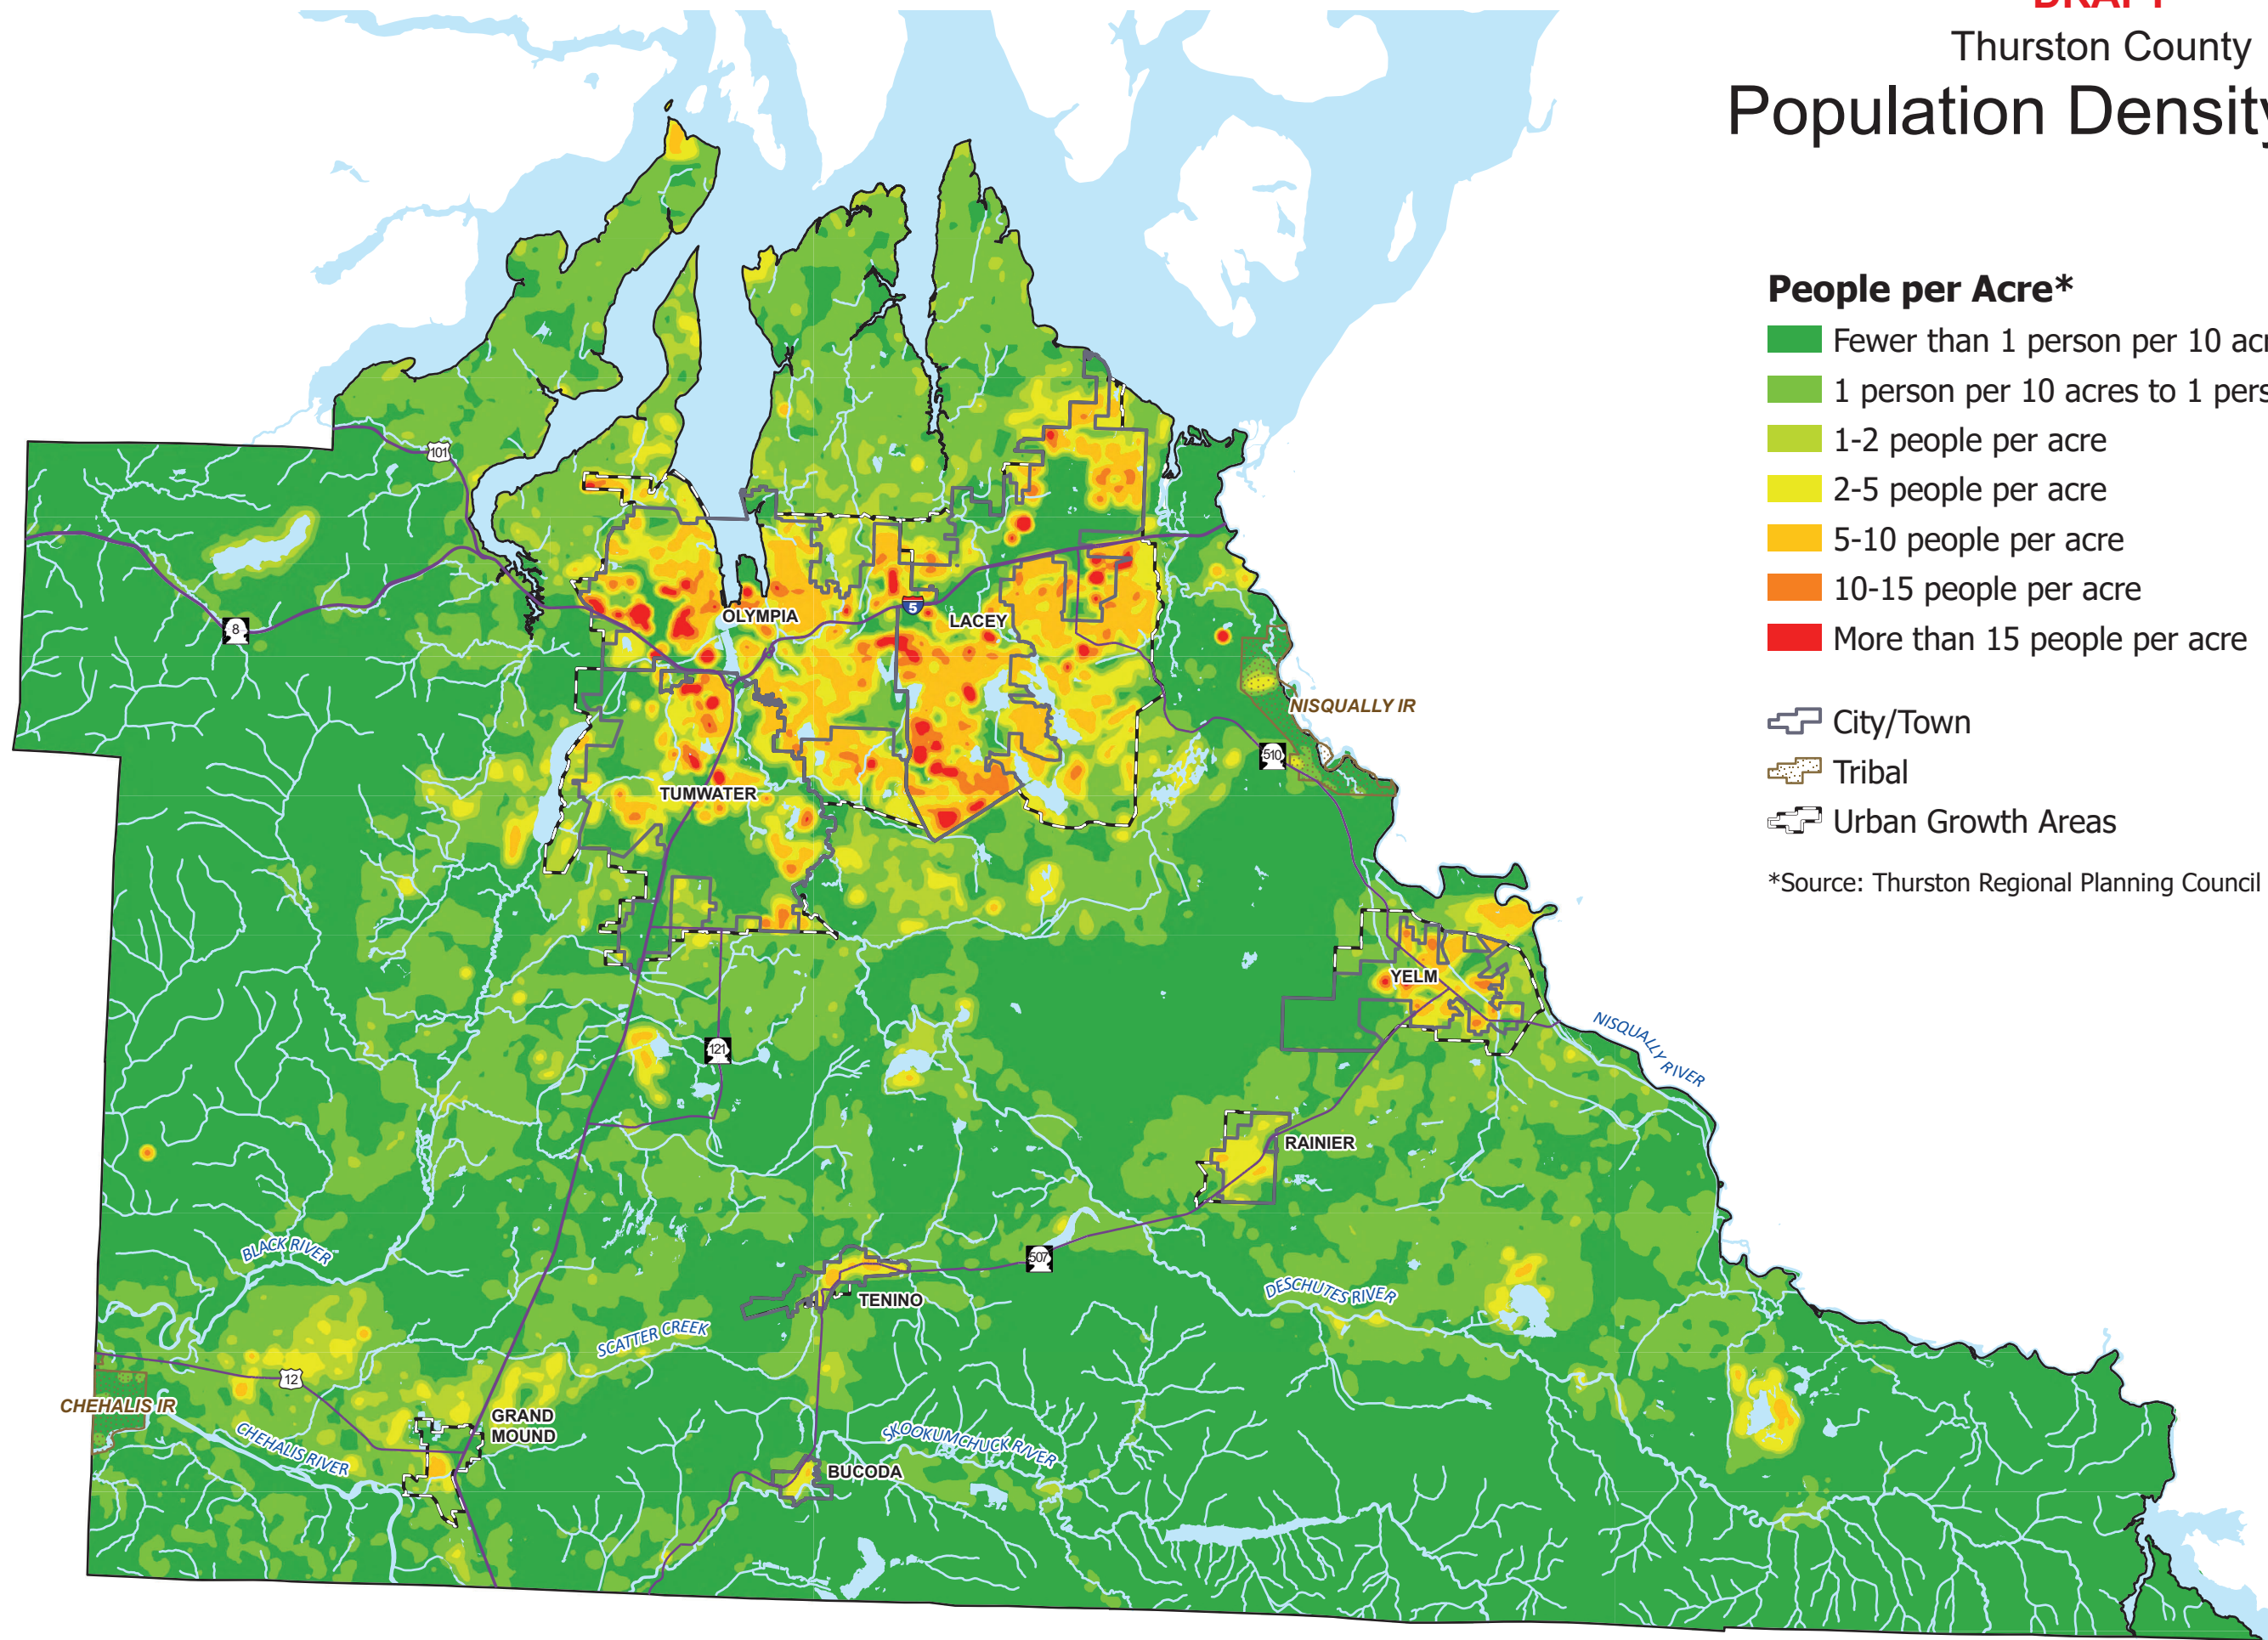 DRAFT
Thurston County
Population Density
People per Acre*
Fewer than 1 person per 10
1 person per 10 acres to 1
1-2 people per acre
2-5 people per acre
5-10 people per acre
10-15 people per acre
More than 15 people per acre
City/Town
Tribal
Urban Growth Areas
*Source: Thurston Regional Planning Council
101
8
OLYMPIA
5
LACEY
NISQUALLY IR
510
TUMWATER
YELM
NISQUALLY RIVER
121
RAINIER
BLACK RIVER
507
DESCHUTES RIVER
TENINO
SCATTER CREEK
12
CHEHALIS IR
GRAND
MOUND
CHEHALIS RIVER
SKOOKUMCHUCK RIVER
BUCODA